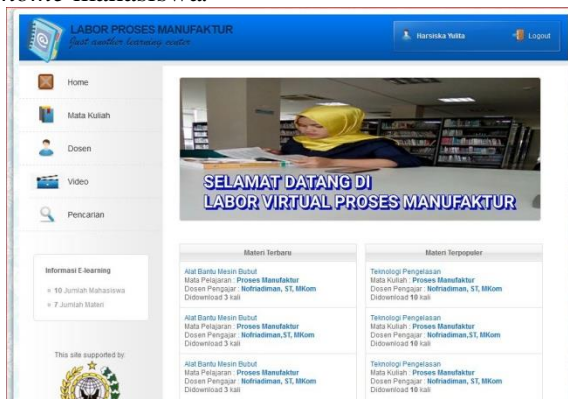 home mahasiswa
LABOR PROSES MANUFAKTUR
Just another learning center
Harsiska Yulita
Logout
Home
Mata Kuliah
Dosen
Video
Pencarian
SELAMAT DATANG DI
LABOR VIRTUAL PROSES MANUFAKTUR
Informasi E-learning
10 Jumlah Mahasiswa
7 Jumlah Materi
This site supported by
Materi Terbaru
Alat Bantu Mesin Bubut
Mata Pelajaran : Proses Manufaktur
Dosen Pengajar : Nofriadiman, ST, MKom
Didownload 3 kali
Alat Bantu Mesin Bubut
Mata Pelajaran : Proses Manufaktur
Dosen Pengajar : Nofriadiman,ST, MKom
Didownload 3 kali
Alat Bantu Mesin Bubut
Mata Pelajaran : Proses Manufaktur
Dosen Pengajar : Nofriadiman, ST, MKom
Didownload 3 kali
Materi Terpopuler
Teknologi Pengelasan
Mata Kuliah : Proses Manufaktur
Dosen Pengajar : Nofriadiman, ST, MKom
Didownload 10 kali
Teknologi Pengelasan
Mata Kuliah : Proses Manufaktur
Dosen Pengajar : Nofriadiman, ST, MKom
Didownload 10 kali
Teknologi Pengelasan
Mata Kuliah : Proses Manufaktur
Dosen Pengajar : Nofriadiman, ST, MKom
Didownload 10 kali